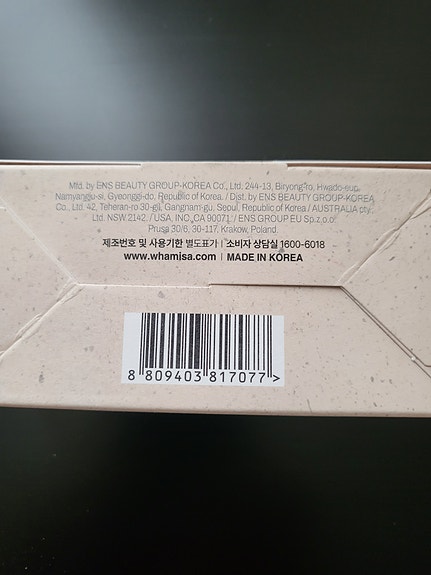 Mfd. by ENS BEAUTY GROUP-KOREA Co., Ltd. 244-13, Biryong-ro, Hwado-eup,
Namyangju-si, Gyeonggi-do, Republic of Korea. / Dist. by ENS BEAUTY GROUP-KOREA
Co., Ltd. 42, Teheran-ro 30-gil, Gangnam-gu, Seoul, Republic of Korea / AUSTRALIA pty
Ltd. NSW 2142. / USA. INC, CA 90071. / ENS GROUP EU Sp.z.o.o
Prusa 30/6, 30-117, Krakow, Poland.
제조번호 및 사용기한 별도표기 | 소비자 상담실 1600-6018
www.whamisa.com | MADE IN KOREA
8 809403 817077 >